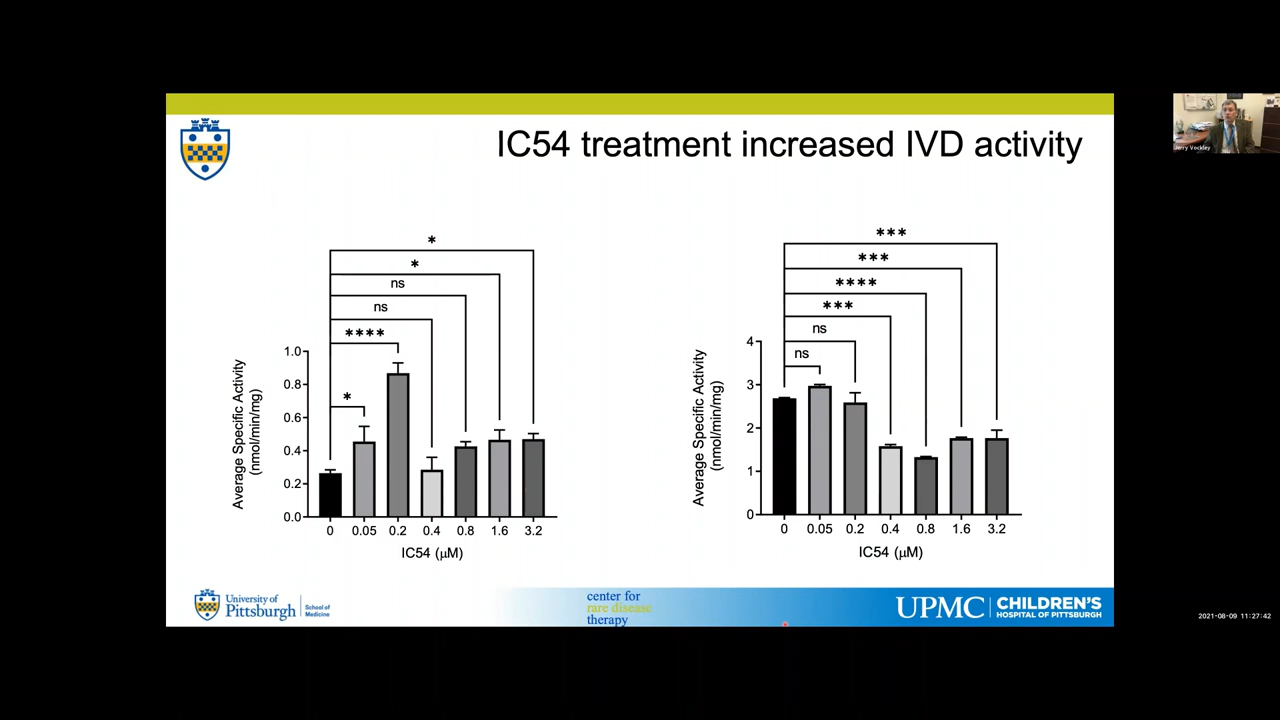 IC54 treatment increased IVD activity
Jerry Vockley
*
*
ns
ns
****
*
Average Specific Activity
(nmol/min/mg)
1.0
0.8
0.6
0.4
0.2
0.0
0 0.05 0.2 0.4 0.8 1.6 3.2
IC54 (μM)
***
***
****
***
ns
ns
Average Specific Activity
(nmol/min/mg)
4
3
2
1
0
0 0.05 0.2 0.4 0.8 1.6 3.2
IC54 (μM)
University of
Pittsburgh
School of
Medicine
center for
rare disease
therapy
UPMC
CHILDREN'S
HOSPITAL OF PITTSBURGH
2021-08-09 11:27:42